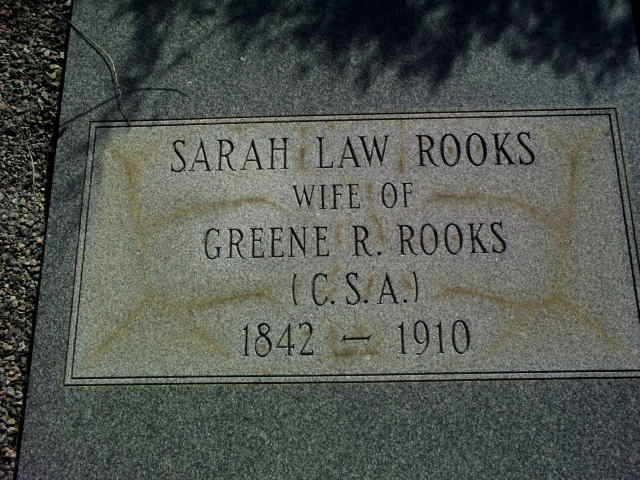 SARAH LAW ROOKS
WIFE OF
GREENE R. ROOKS
(C.S.A.)
1842 — 1910